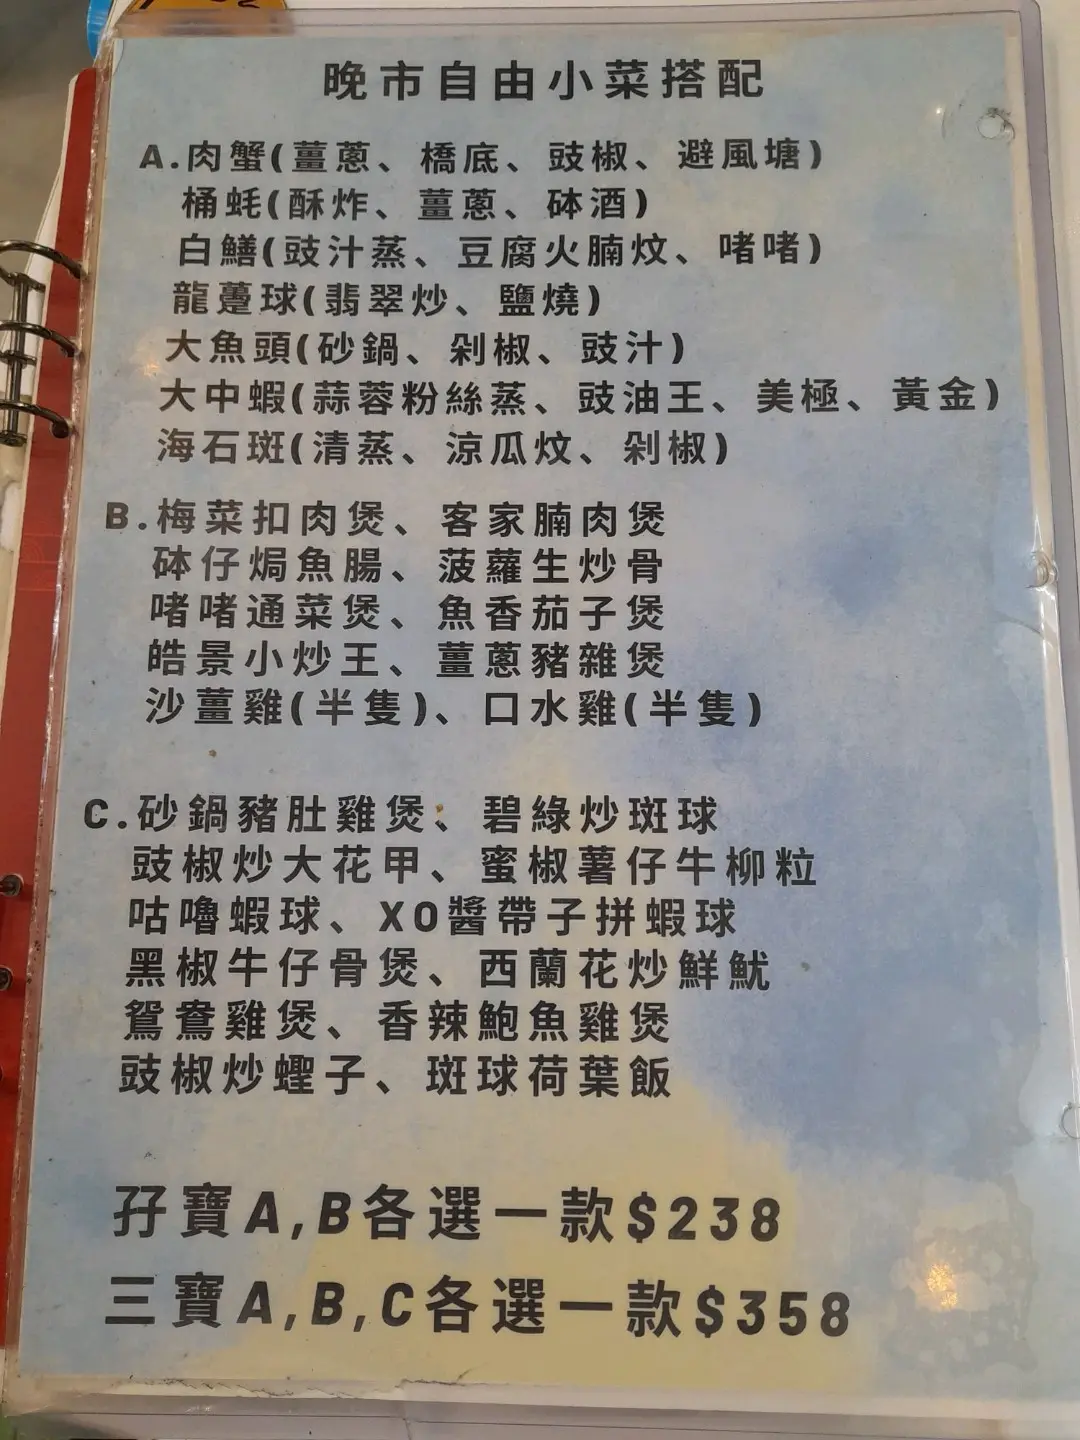 晚市自由小菜搭配
A.肉蟹(薑蔥、橋底、豉椒、避風塘)
桶蚝(酥炸、薑蔥、砵酒)
白鱔(豉汁蒸、豆腐火腩炆、啫啫)
龍躉球(翡翠炒、鹽燒)
大魚頭(砂鍋、剁椒、豉汁)
大中蝦(蒜蓉粉絲蒸、豉油王、美極、黃金)
海石斑(清蒸、涼瓜炆、剁椒)
B.梅菜扣肉煲、客家腩肉煲
砵仔焗魚腸、菠蘿生炒骨
啫啫通菜煲、魚香茄子煲
皓景小炒王、薑蔥豬雜煲
沙薑雞(半隻)、口水雞(半隻)
C.砂鍋豬肚雞煲、碧綠炒斑球
豉椒炒大花甲、蜜椒薯仔牛柳粒
咕嚕蝦球、XO醬帶子拼蝦球
黑椒牛仔骨煲、西蘭花炒鮮魷
鴛鴦雞煲、香辣鮑魚雞煲
豉椒炒蟶子、斑球荷葉飯
孖寶A,B各選一款$238
三寶A,B,C各選一款$358